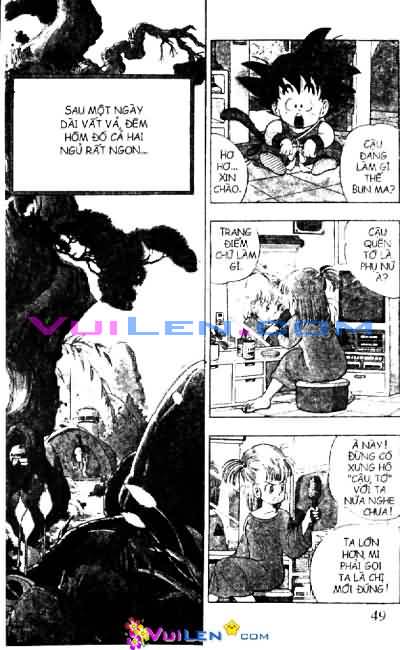 SAU MỘT NGÀY
DÀI VẤT VẢ, ĐÊM
HÔM ĐÓ CẢ HAI
NGỦ RẤT NGON...
CẬU
ĐANG
LÀM GÌ
THẾ
BUN MA?
HƠ
HƠ...
XIN
CHÀO.
TRANG
ĐIỂM
CHỨ LÀM
GÌ.
CẬU
QUÊN
TỚ LÀ
PHỤ NỮ
À?
VUILEN.COM
À NÀY!
ĐỪNG CÓ
XƯNG HÔ
"CẬU, TỚ"
VỚI TA
NỮA NGHE
CHƯA!
TA LỚN
HƠN, MI
PHẢI GỌI
TA LÀ CHỊ
MỚI ĐÚNG!
49
VUILEN.COM